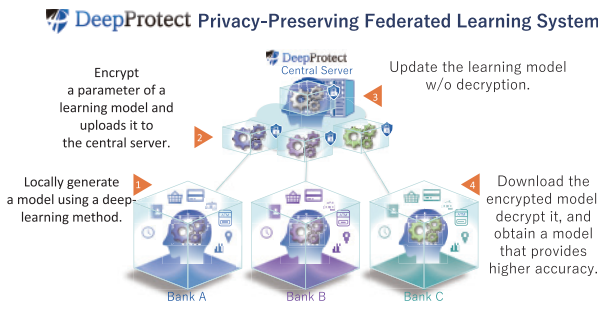 DeepProtect Privacy-Preserving Federated Learning System
DeepProtect
Central Server
Encrypt
a parameter of a
learning model and
uploads it to
the central server.
2
3
Update the learning model
w/o decryption.
Locally generate
a model using a deep-
learning method.
1
4
Download the
encrypted model
decrypt it, and
obtain a model
that provides
higher accuracy.
Bank A
Bank B
Bank C